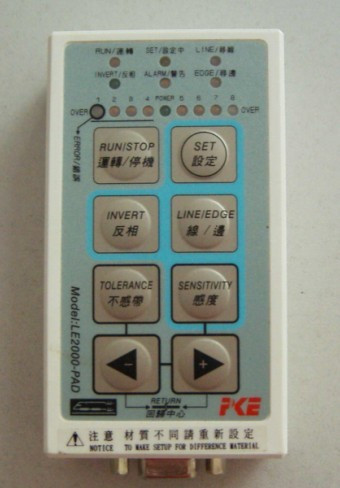 RUN/運轉 SET/設定中 LINE/尋線
INVERT/反相 ALARM/警告 EDGE/尋邊
1 2 3 4 POWER 5 6 7 8
OVER OVER
ERROR/
RUN/STOP SET
運轉/停機 設定
INVERT LINE/EDGE
反相 線/邊
TOLERANCE SENSITIVITY
不感帶 感度
- +
Model:LE2000-PAD
RETURN
回歸中心
PKE
注意 材質不同請重新設定
NOTICE TO MAKE SETUP FOR DIFFERENCE MATERIAL